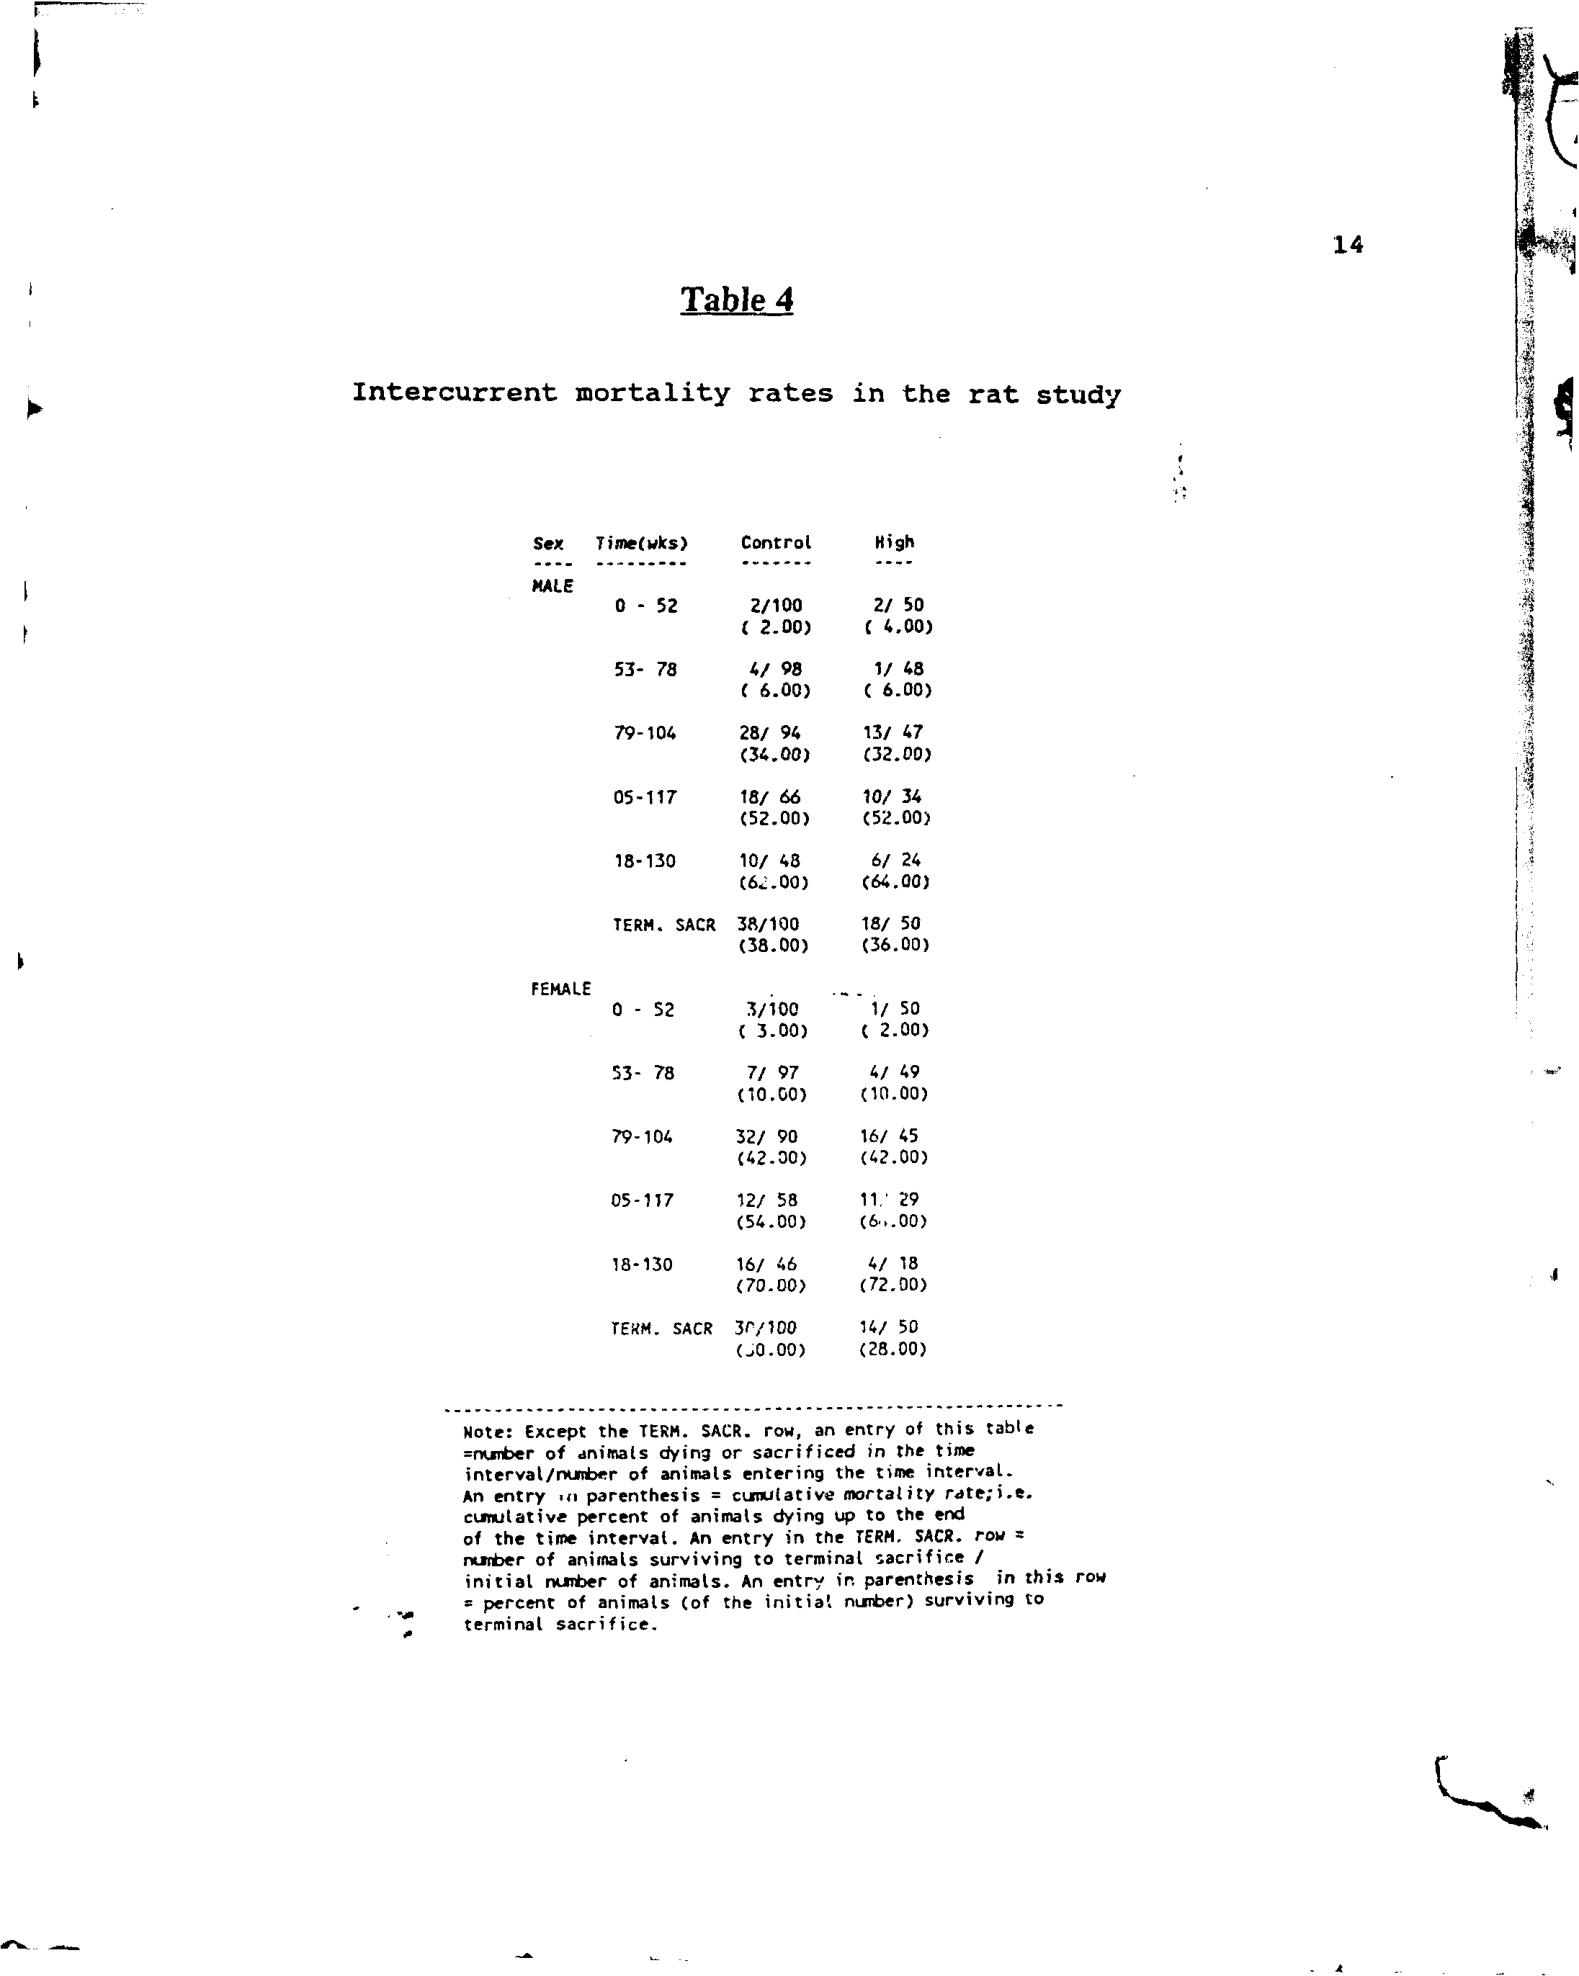 14
Table 4
Intercurrent mortality rates in the rat study
Sex Time(wks) Control High
---- --------- ------- ----
MALE
0 - 52 2/100 2/ 50
( 2.00) ( 4.00)
53- 78 4/ 98 1/ 48
( 6.00) ( 6.00)
79-104 28/ 94 13/ 47
(34.00) (32.00)
05-117 18/ 66 10/ 34
(52.00) (52.00)
18-130 10/ 48 6/ 24
(62.00) (64.00)
TERM. SACR 38/100 18/ 50
(38.00) (36.00)
FEMALE
0 - 52 3/100 1/ 50
( 3.00) ( 2.00)
53- 78 7/ 97 4/ 49
(10.00) (10.00)
79-104 32/ 90 16/ 45
(42.00) (42.00)
05-117 12/ 58 11/ 29
(54.00)
18-130 16/ 46 4/ 18
(70.00) (72.00)
TERM. SACR 30/100 14/ 50
(30.00) (28.00)
Note: Except the TERM. SACR. row, an entry of this table
=number of animals dying or sacrificed in the time
interval/number of animals entering the time interval.
An entry in parenthesis = cumulative mortality rate;i.e.
cumulative percent of animals dying up to the end
of the time interval. An entry in the TERM. SACR. row =
number of animals surviving to terminal sacrifice /
initial number of animals. An entry in parenthesis in this row
= percent of animals (of the initial number) surviving to
terminal sacrifice.